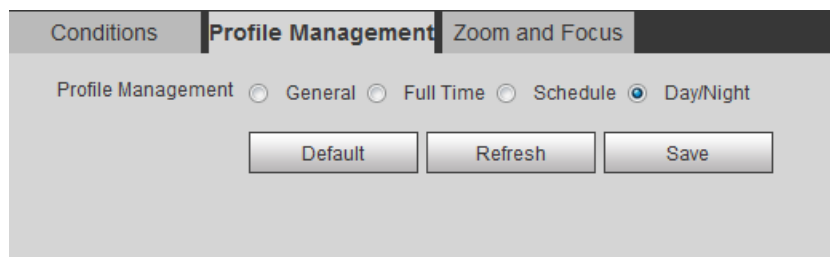 Conditions Profile Management Zoom and Focus
Profile Management General Full Time Schedule Day/Night
Default Refresh Save